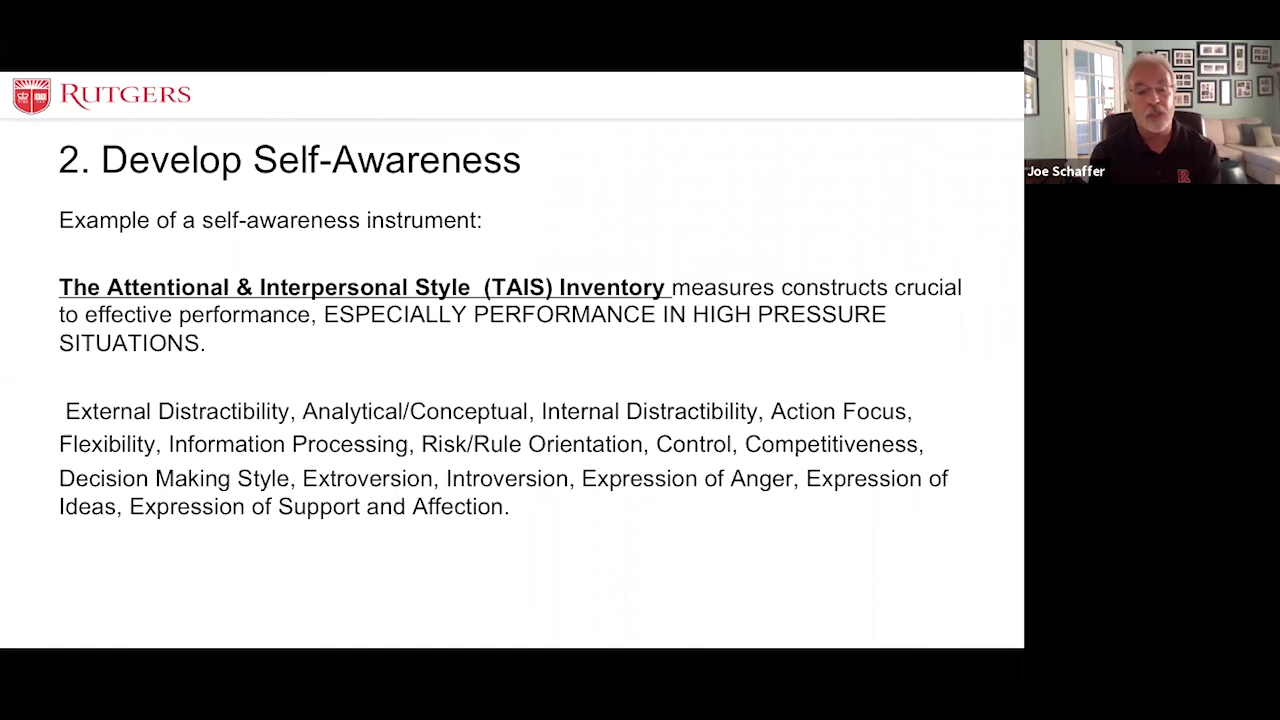 RUTGERS
2. Develop Self-Awareness
Example of a self-awareness instrument:
The Attentional & Interpersonal Style (TAIS) Inventory measures constructs crucial
to effective performance, ESPECIALLY PERFORMANCE IN HIGH PRESSURE
SITUATIONS.
External Distractibility, Analytical/Conceptual, Internal Distractibility, Action Focus,
Flexibility, Information Processing, Risk/Rule Orientation, Control, Competitiveness,
Decision Making Style, Extroversion, Introversion, Expression of Anger, Expression of
Ideas, Expression of Support and Affection.
Joe Schaffer
R